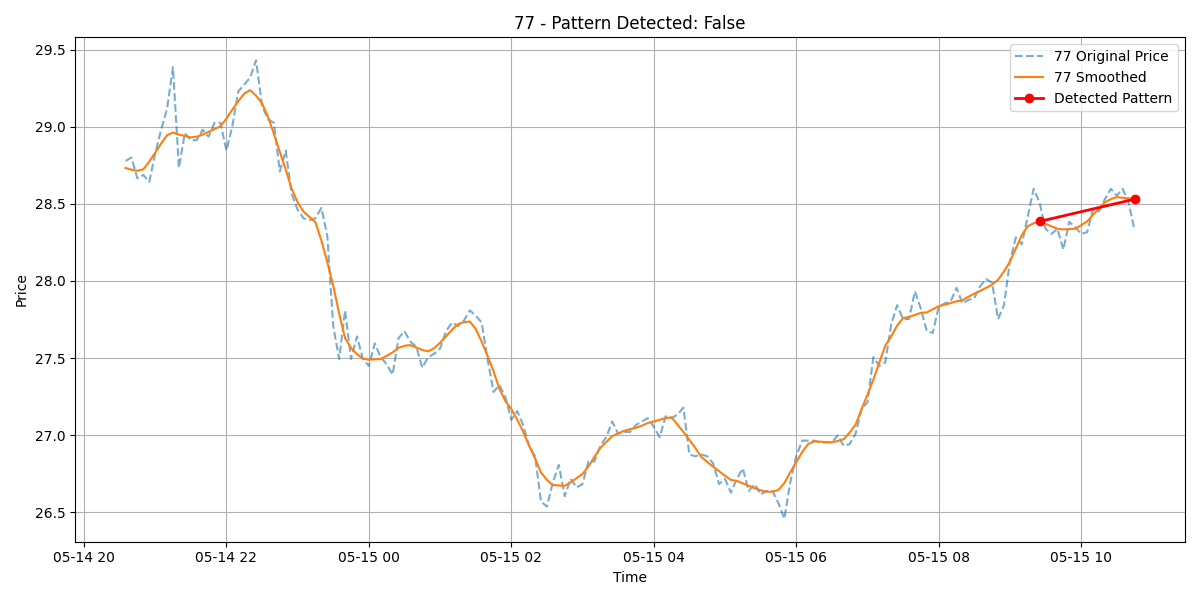 77 - Pattern Detected: False
29.5
29.0
28.5
28.0
27.5
27.0
26.5
Price
77 Original Price
77 Smoothed
Detected Pattern
05-14 20
05-14 22
05-15 00
05-15 02
05-15 04
05-15 06
05-15 08
05-15 10
Time